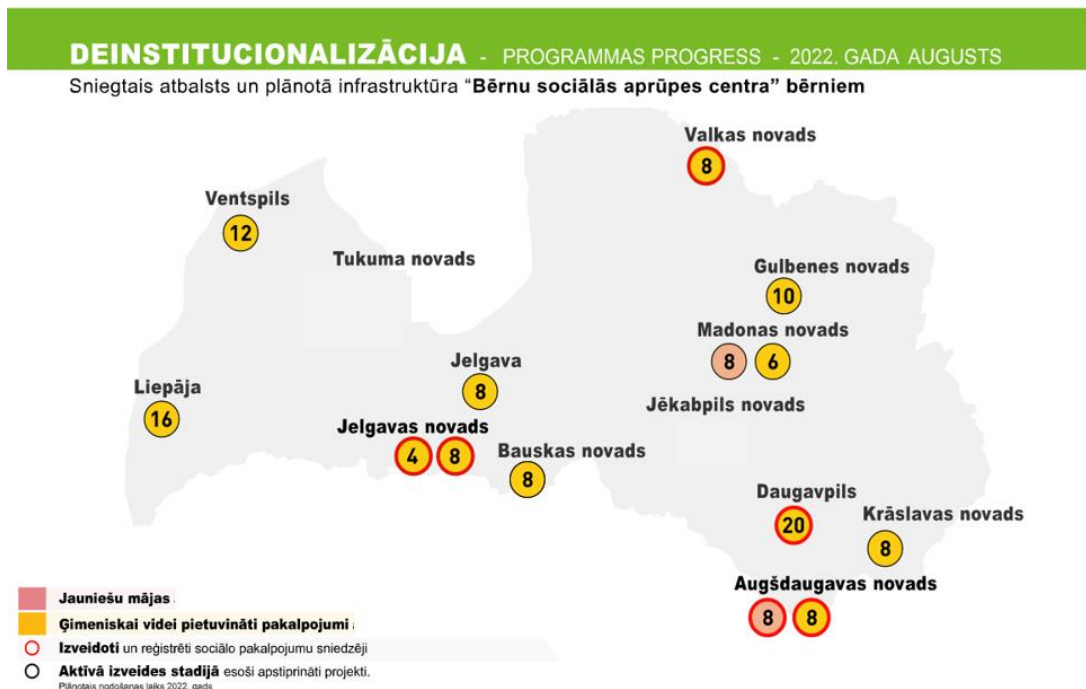 DEINSTITUCIONALIZĀCIJA - PROGRAMMAS PROGRESS - 2022. GADA AUGUSTS
Sniegtais atbalsts un plānotā infrastruktūra “Bērnu sociālās aprūpes centra” bērniem
Valkas novads
8
Ventspils
12
Tukuma novads
Gulbenes novads
10
Madonas novads
8 6
Jelgava
8
Liepāja
16
Jēkabpils novads
Jelgavas novads
4 8
Bauskas novads
8
Daugavpils
20
Krāslavas novads
8
Augšdaugavas novads
8 8
Jauniešu mājas
Ģimeniskai videi pietuvināti pakalpojumi
Izveidoti un reģistrēti sociālo pakalpojumu sniedzēji
Aktīvā izveides stadijā esoši apstiprināti projekti.
Plānotais nodošanas laiks 2022. gads